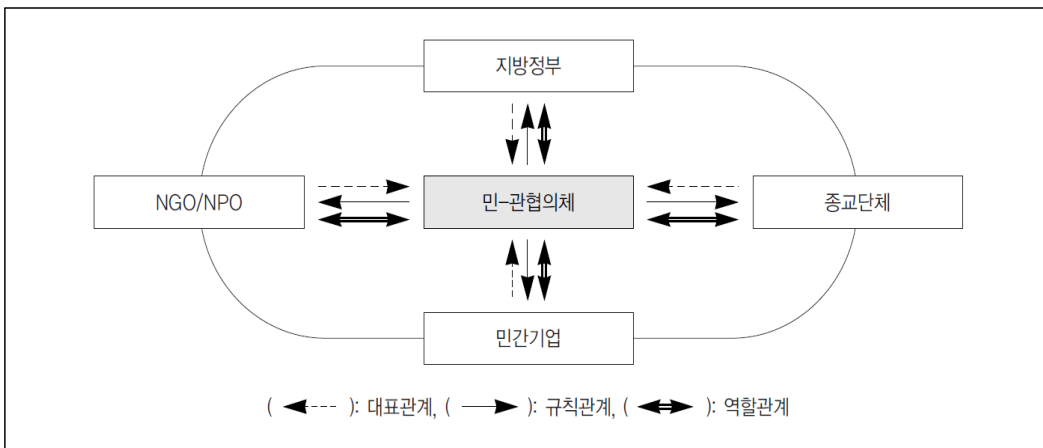 지방정부
NGO/NPO
민-관협의체
종교단체
민간기업
( ): 대표관계, ( ): 규칙관계, ( ): 역할관계